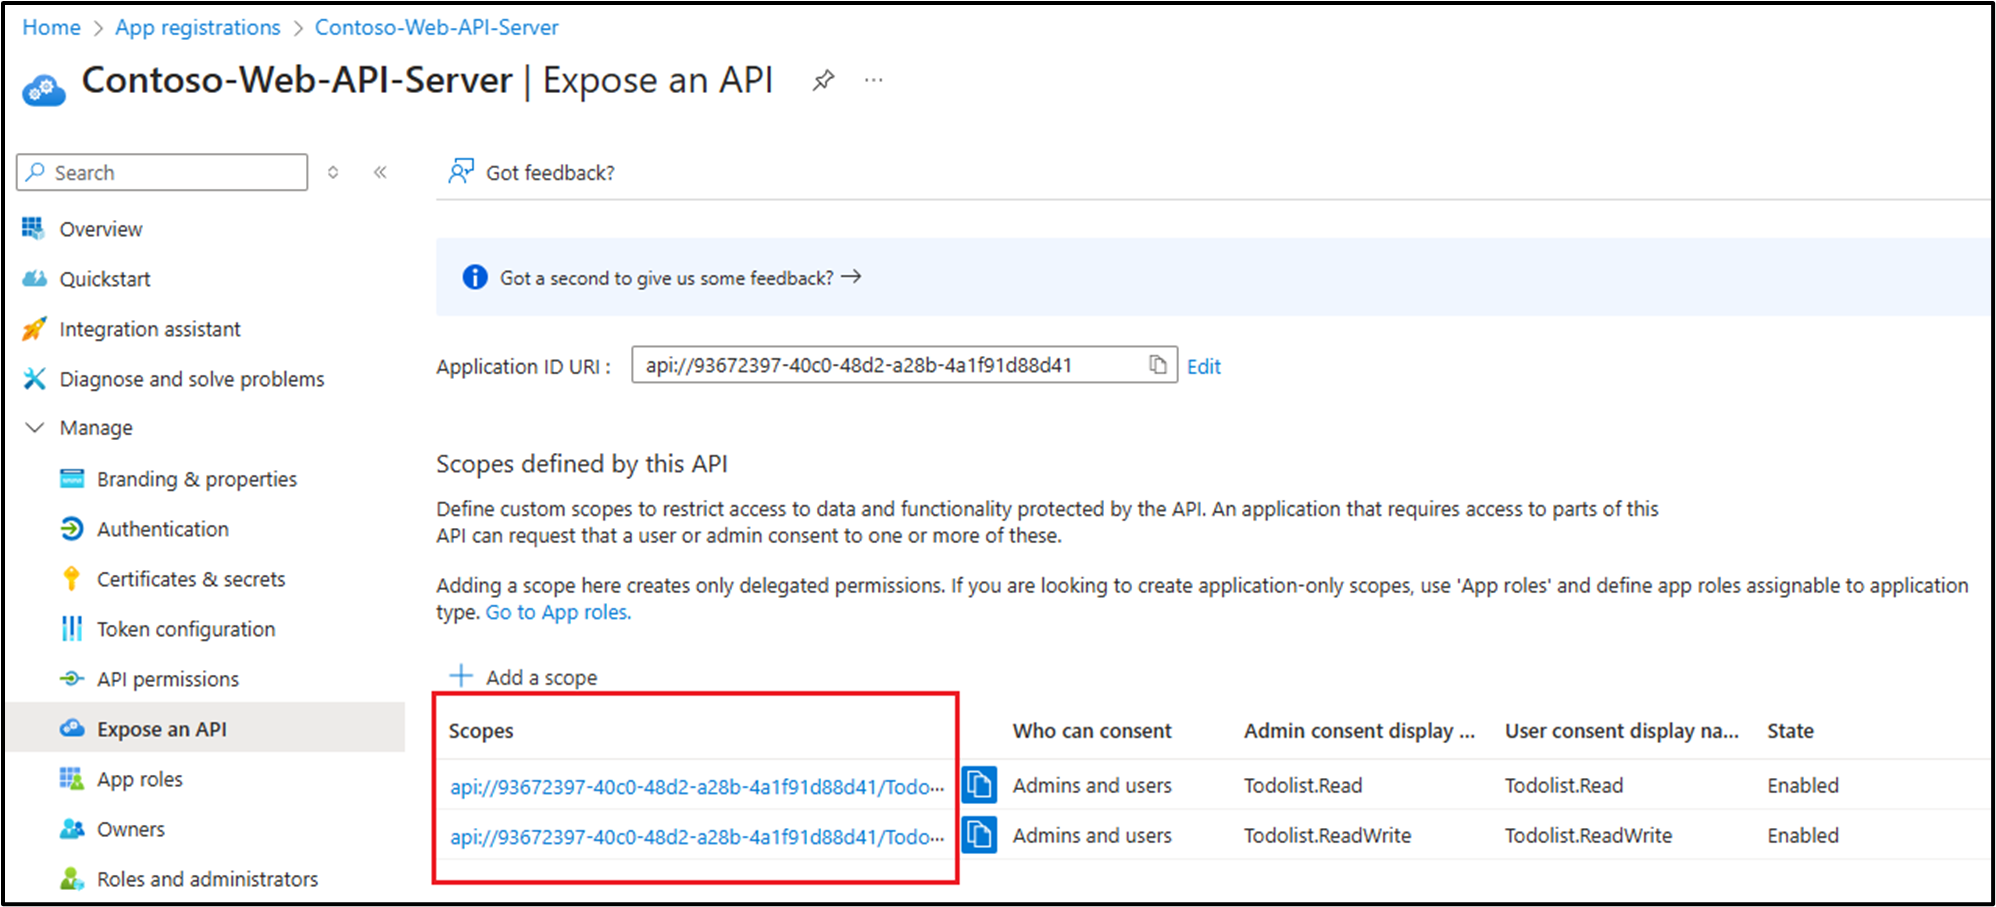 Home > App registrations > Contoso-Web-API-Server
Contoso-Web-API-Server | Expose an API
Search
Got feedback?
Overview
Quickstart
Integration assistant
Diagnose and solve problems
Manage
Branding & properties
Authentication
Certificates & secrets
Token configuration
API permissions
Expose an API
App roles
Owners
Roles and administrators
Got a second to give us some feedback? →
Application ID URI : api://93672397-40c0-48d2-a28b-4a1f91d88d41 Edit
Scopes defined by this API
Define custom scopes to restrict access to data and functionality protected by the API. An application that requires access to parts of this
API can request that a user or admin consent to one or more of these.
Adding a scope here creates only delegated permissions. If you are looking to create application-only scopes, use 'App roles' and define app roles assignable to application
type. Go to App roles.
Add a scope
Scopes Who can consent Admin consent display ... User consent display na... State
api://93672397-40c0-48d2-a28b-4a1f91d88d41/Todo... Admins and users Todolist.Read Todolist.Read Enabled
api://93672397-40c0-48d2-a28b-4a1f91d88d41/Todo... Admins and users Todolist.ReadWrite Todolist.ReadWrite Enabled